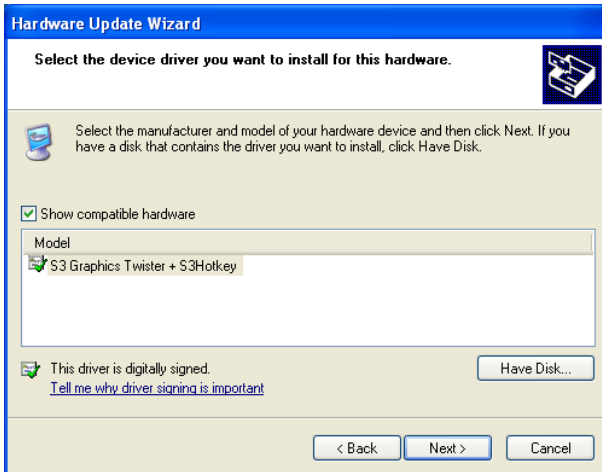 Hardware Update Wizard
Select the device driver you want to install for this hardware.
Select the manufacturer and model of your hardware device and then click Next. If you
have a disk that contains the driver you want to install, click Have Disk.
Show compatible hardware
Model
S3 Graphics Twister + S3Hotkey
This driver is digitally signed.
Have Disk...
Tell me why driver signing is important
< Back
Next >
Cancel